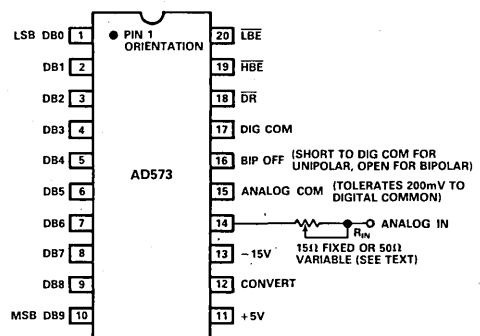 LSB DB0 1
PIN 1
ORIENTATION
20 LBE
DB1 2
19 HBE
DB2 3
18 DR
DB3 4
17 DIG COM
DB4 5
16 BIP OFF (SHORT TO DIG COM FOR
UNIPOLAR, OPEN FOR BIPOLAR)
AD573
DB5 6
15 ANALOG COM (TOLERATES 200mV TO
DIGITAL COMMON)
DB6 7
14
ANALOG IN
RIN
15Ω FIXED OR 50Ω
VARIABLE (SEE TEXT)
DB7 8
13 −15V
DB8 9
12 CONVERT
MSB DB9 10
11 +5V